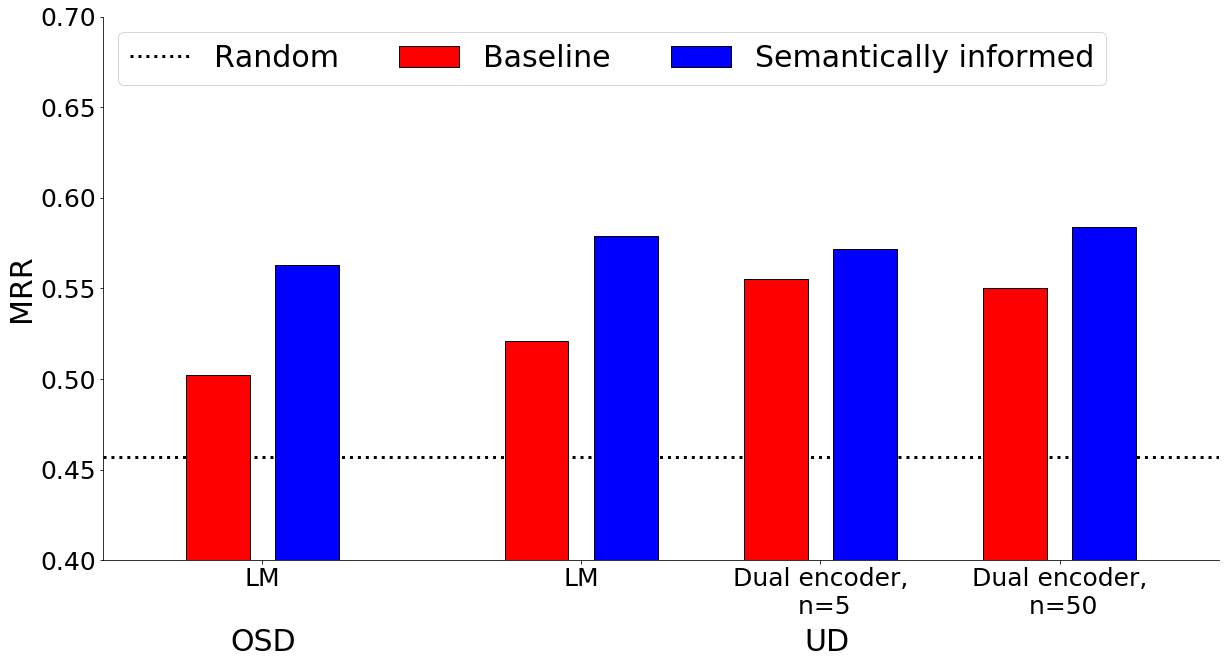 Random Baseline Semantically informed
MRR
0.70
0.65
0.60
0.55
0.50
0.45
0.40
LM LM Dual encoder, Dual encoder,
n=5 n=50
OSD UD